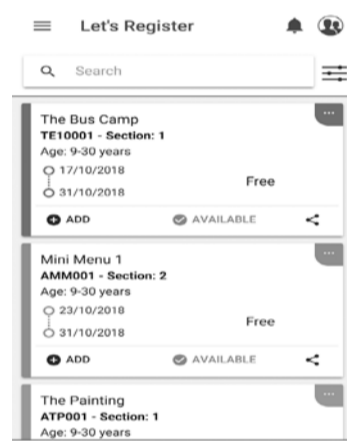 Let's Register
Search
The Bus Camp
TE10001 - Section: 1
Age: 9-30 years
17/10/2018
Free
31/10/2018
ADD AVAILABLE
Mini Menu 1
AMM001 - Section: 2
Age: 9-30 years
23/10/2018
Free
31/10/2018
ADD AVAILABLE
The Painting
ATP001 - Section: 1
Age: 9-30 years